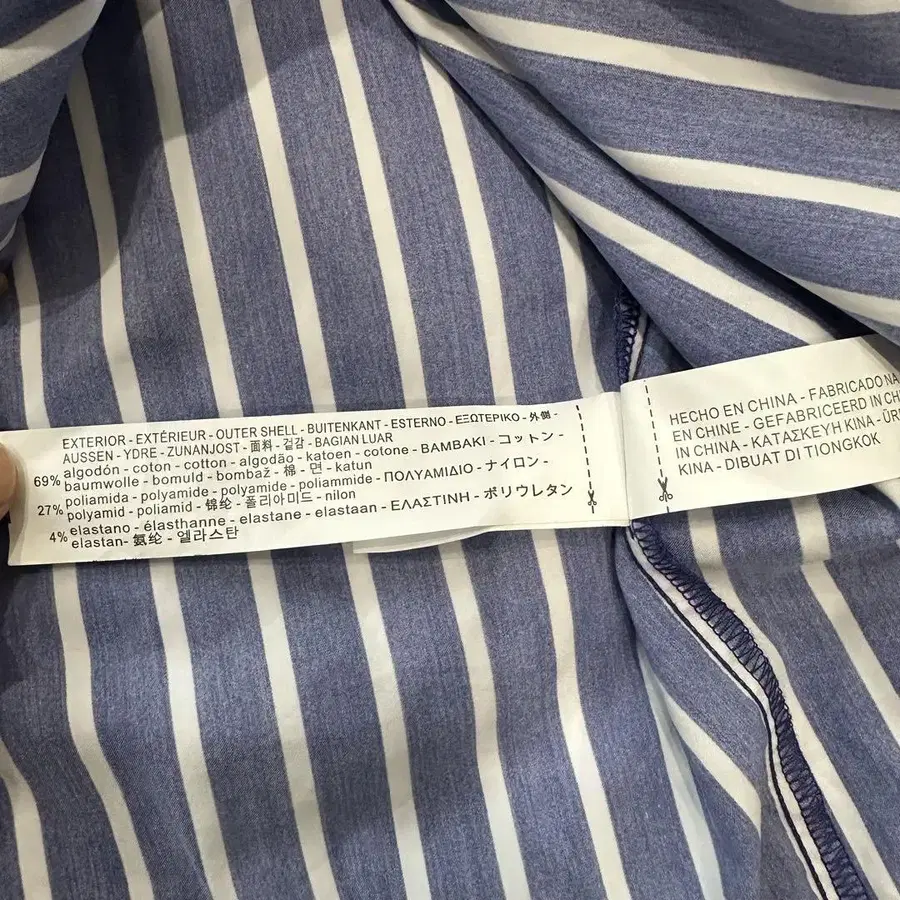 EXTERIOR - EXTÉRIEUR - OUTER SHELL - BUITENKANT - ESTERNO - ΕΞΩΤΕΡΙΚΟ - 外側 -
AUSSEN - YDRE - ZUNANJOST - 面料 - 겉감 - BAGIAN LUAR
69% algodón - coton - cotton - algodão - katoen - cotone - ΒΑΜΒΑΚΙ - コットン -
baumwolle - bomuld - bombaž - 棉 - 면 - katun
27% poliamida - polyamide - polyamide - poliammide - ΠΟΛΥΑΜΙΔΙΟ - ナイロン -
polyamid - poliamid - 锦纶 - 폴리아미드 - nilon
4% elastano - élasthanne - elastane - elastaan - ΕΛΑΣΤΙΝΗ - ポリウレタン
elastan- 氨纶 - 엘라스탄
HECHO EN CHINA - FABRICADO NA
EN CHINE - GEFABRICEERD IN
IN CHINA - ΚΑΤΑΣΚΕΥΗ ΚΙΝΑ -
KINA - DIBUAT DI TIONGKOK